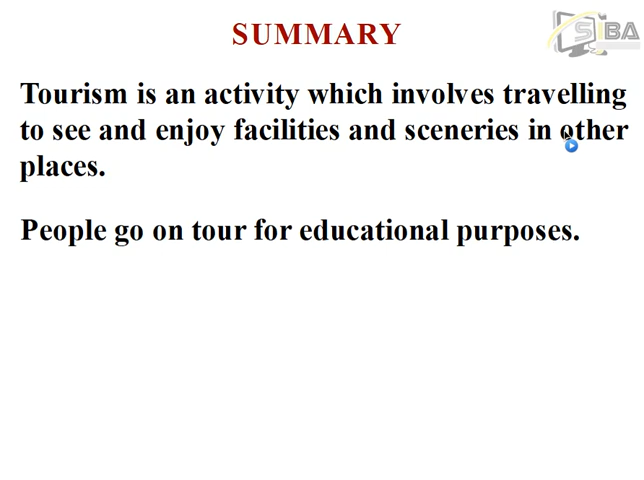 SUMMARY
SiBA
Tourism is an activity which involves travelling
to see and enjoy facilities and sceneries in other
places.
People go on tour for educational purposes.